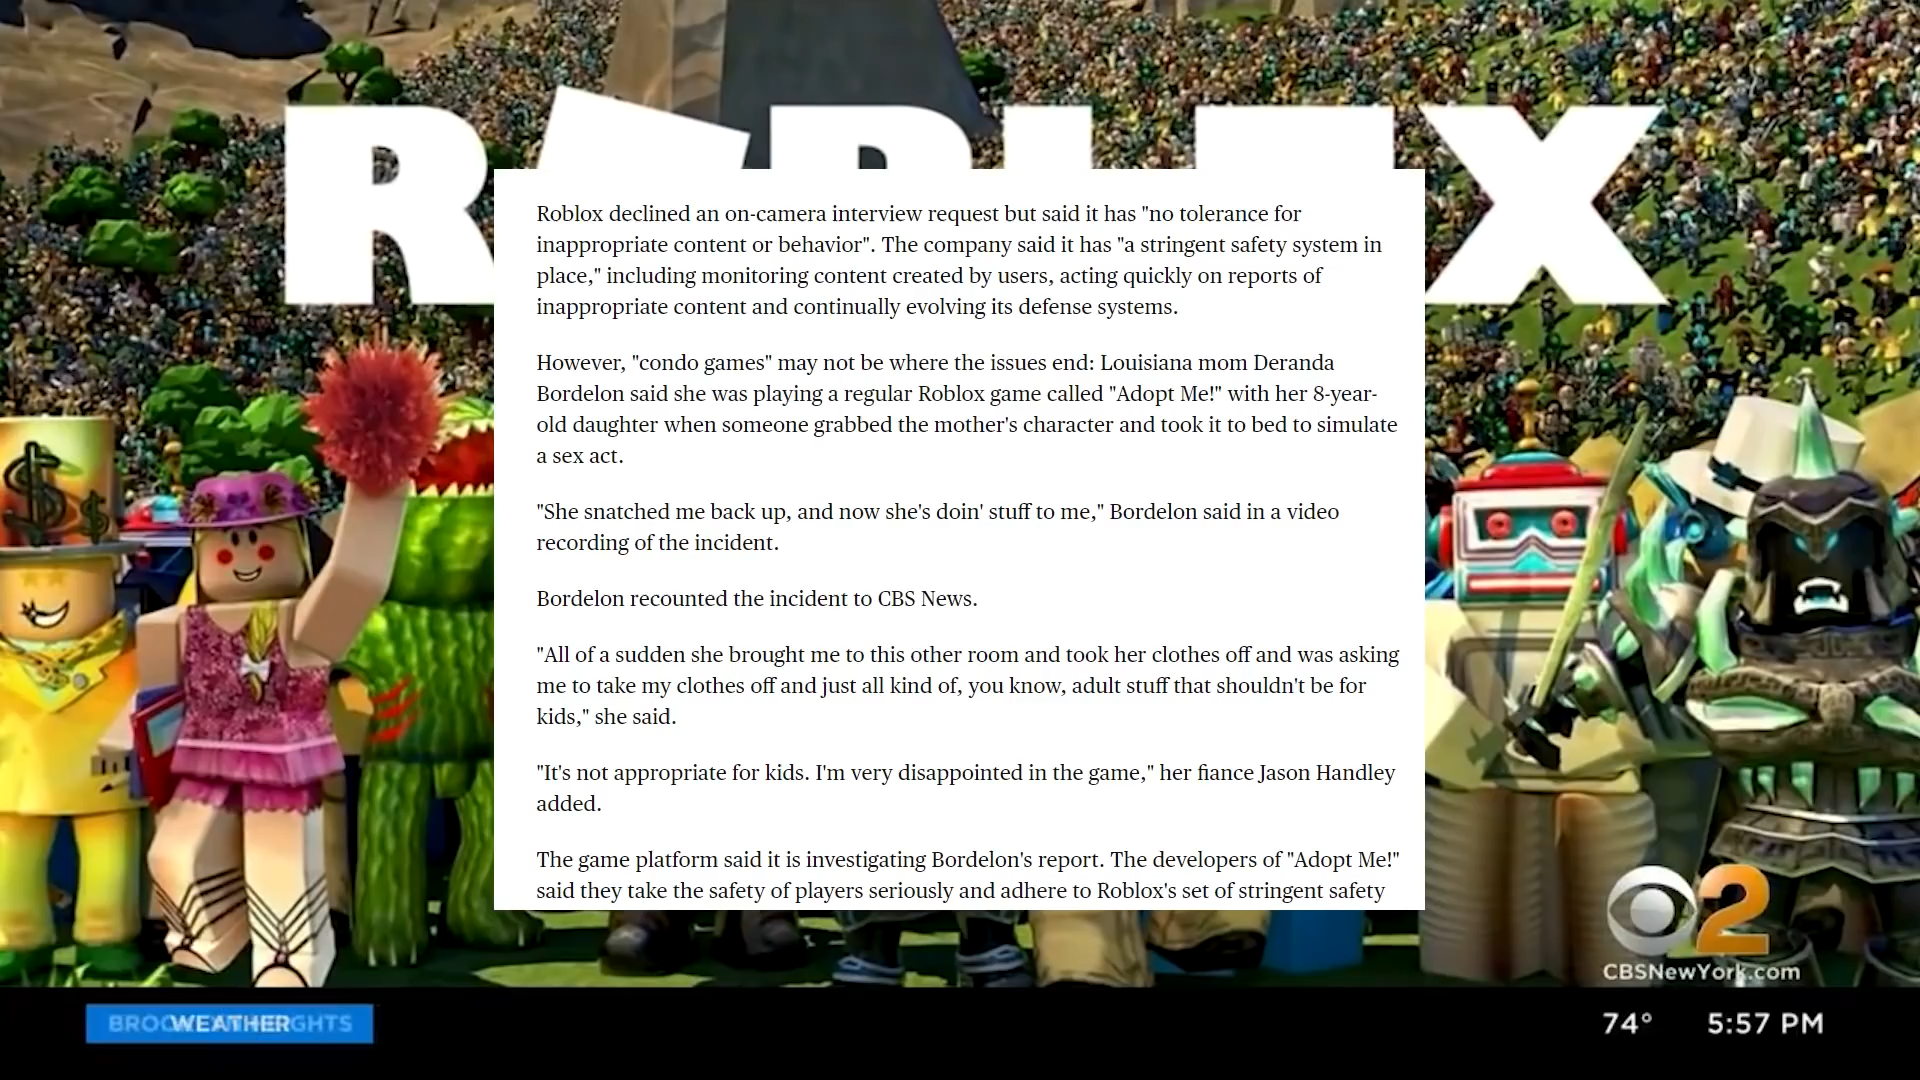 ROBLOX
Roblox declined an on-camera interview request but said it has "no tolerance for
inappropriate content or behavior". The company said it has "a stringent safety system in
place," including monitoring content created by users, acting quickly on reports of
inappropriate content and continually evolving its defense systems.
However, "condo games" may not be where the issues end: Louisiana mom Deranda
Bordelon said she was playing a regular Roblox game called "Adopt Me!" with her 8-year-
old daughter when someone grabbed the mother's character and took it to bed to simulate
a sex act.
"She snatched me back up, and now she's doin' stuff to me," Bordelon said in a video
recording of the incident.
Bordelon recounted the incident to CBS News.
"All of a sudden she brought me to this other room and took her clothes off and was asking
me to take my clothes off and just all kind of, you know, adult stuff that shouldn't be for
kids," she said.
"It's not appropriate for kids. I'm very disappointed in the game," her fiance Jason Handley
added.
The game platform said it is investigating Bordelon's report. The developers of "Adopt Me!"
said they take the safety of players seriously and adhere to Roblox's set of stringent safety
2
CBSNewYork.com
WEATHER
74° 5:57 PM